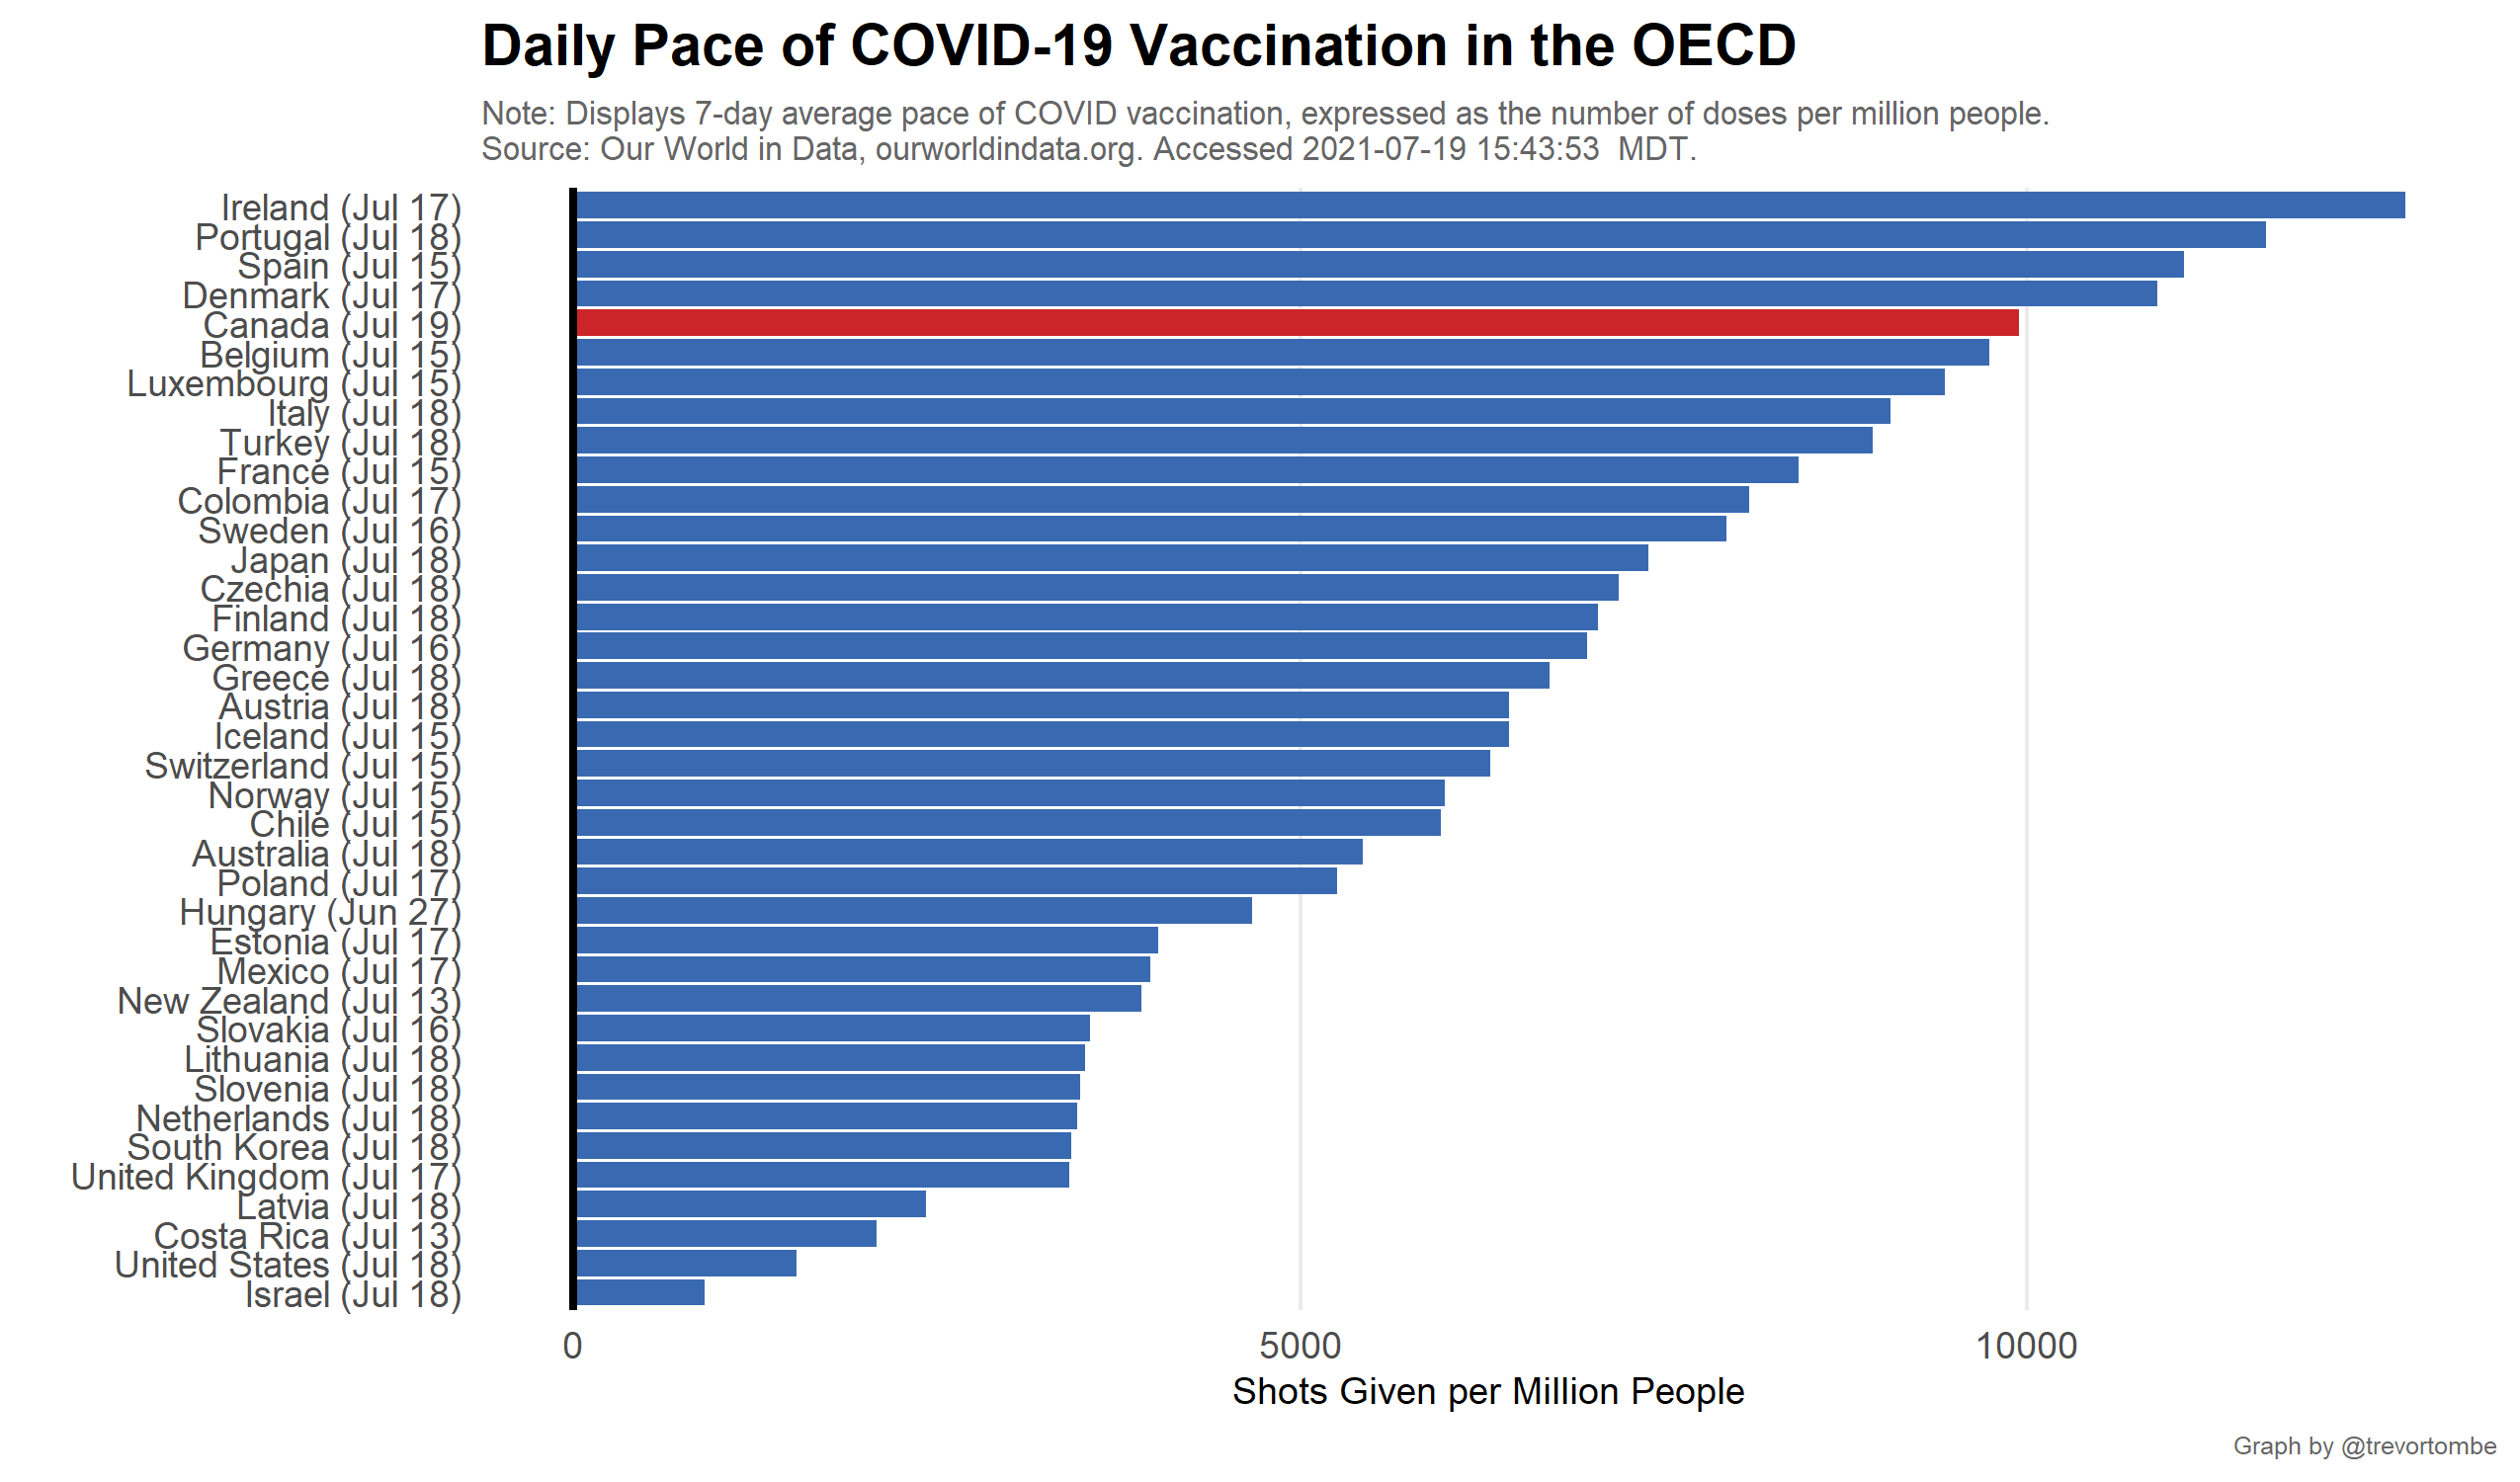 Daily Pace of COVID-19 Vaccination in the OECD
Note: Displays 7-day average pace of COVID vaccination, expressed as the number of doses per million people.
Source: Our World in Data, ourworldindata.org. Accessed 2021-07-19 15:43:53  MDT.
Ireland (Jul 17)
Portugal (Jul 18)
Spain (Jul 15)
Denmark (Jul 17)
Canada (Jul 19)
Belgium (Jul 15)
Luxembourg (Jul 15)
Italy (Jul 18)
Turkey (Jul 18)
France (Jul 15)
Colombia (Jul 17)
Sweden (Jul 16)
Japan (Jul 18)
Czechia (Jul 18)
Finland (Jul 18)
Germany (Jul 16)
Greece (Jul 18)
Austria (Jul 18)
Iceland (Jul 15)
Switzerland (Jul 15)
Norway (Jul 15)
Chile (Jul 15)
Australia (Jul 18)
Poland (Jul 17)
Hungary (Jun 27)
Estonia (Jul 17)
Mexico (Jul 17)
New Zealand (Jul 13)
Slovakia (Jul 16)
Lithuania (Jul 18)
Slovenia (Jul 18)
Netherlands (Jul 18)
South Korea (Jul 18)
United Kingdom (Jul 17)
Latvia (Jul 18)
Costa Rica (Jul 13)
United States (Jul 18)
Israel (Jul 18)
0 5000 10000
Shots Given per Million People
Graph by @trevortombe